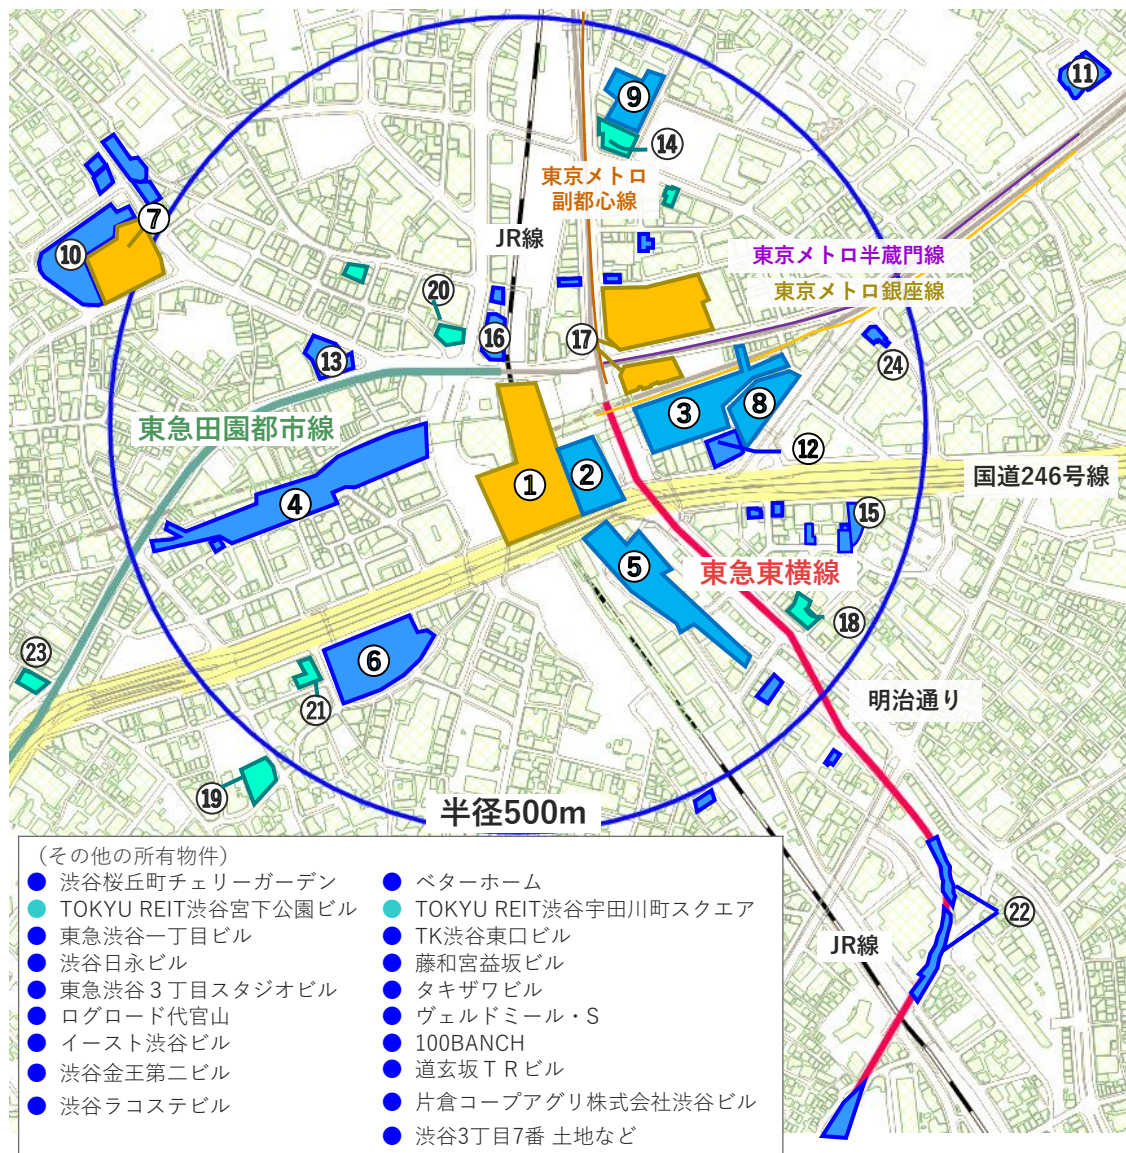 ⑪
⑨
⑭
東京メトロ
副都心線
⑦
JR線
⑩
東京メトロ半蔵門線
東京メトロ銀座線
⑳
⑯
⑰
⑬
㉔
③
⑧
東急田園都市線
⑫
①
②
国道246号線
④
⑮
⑤
東急東横線
⑱
㉓
⑥
㉑
明治通り
⑲
半径500m
㉒
JR線
(その他の所有物件)
渋谷桜丘町チェリーガーデン
TOKYU REIT渋谷宮下公園ビル
東急渋谷一丁目ビル
渋谷日永ビル
東急渋谷３丁目スタジオビル
ログロード代官山
イースト渋谷ビル
渋谷金王第二ビル
渋谷ラコステビル
ベターホーム
TOKYU REIT渋谷宇田川町スクエア
TK渋谷東口ビル
藤和宮益坂ビル
タキザワビル
ヴェルドミール・S
100BANCH
道玄坂ＴＲビル
片倉コープアグリ株式会社渋谷ビル
渋谷3丁目7番 土地など